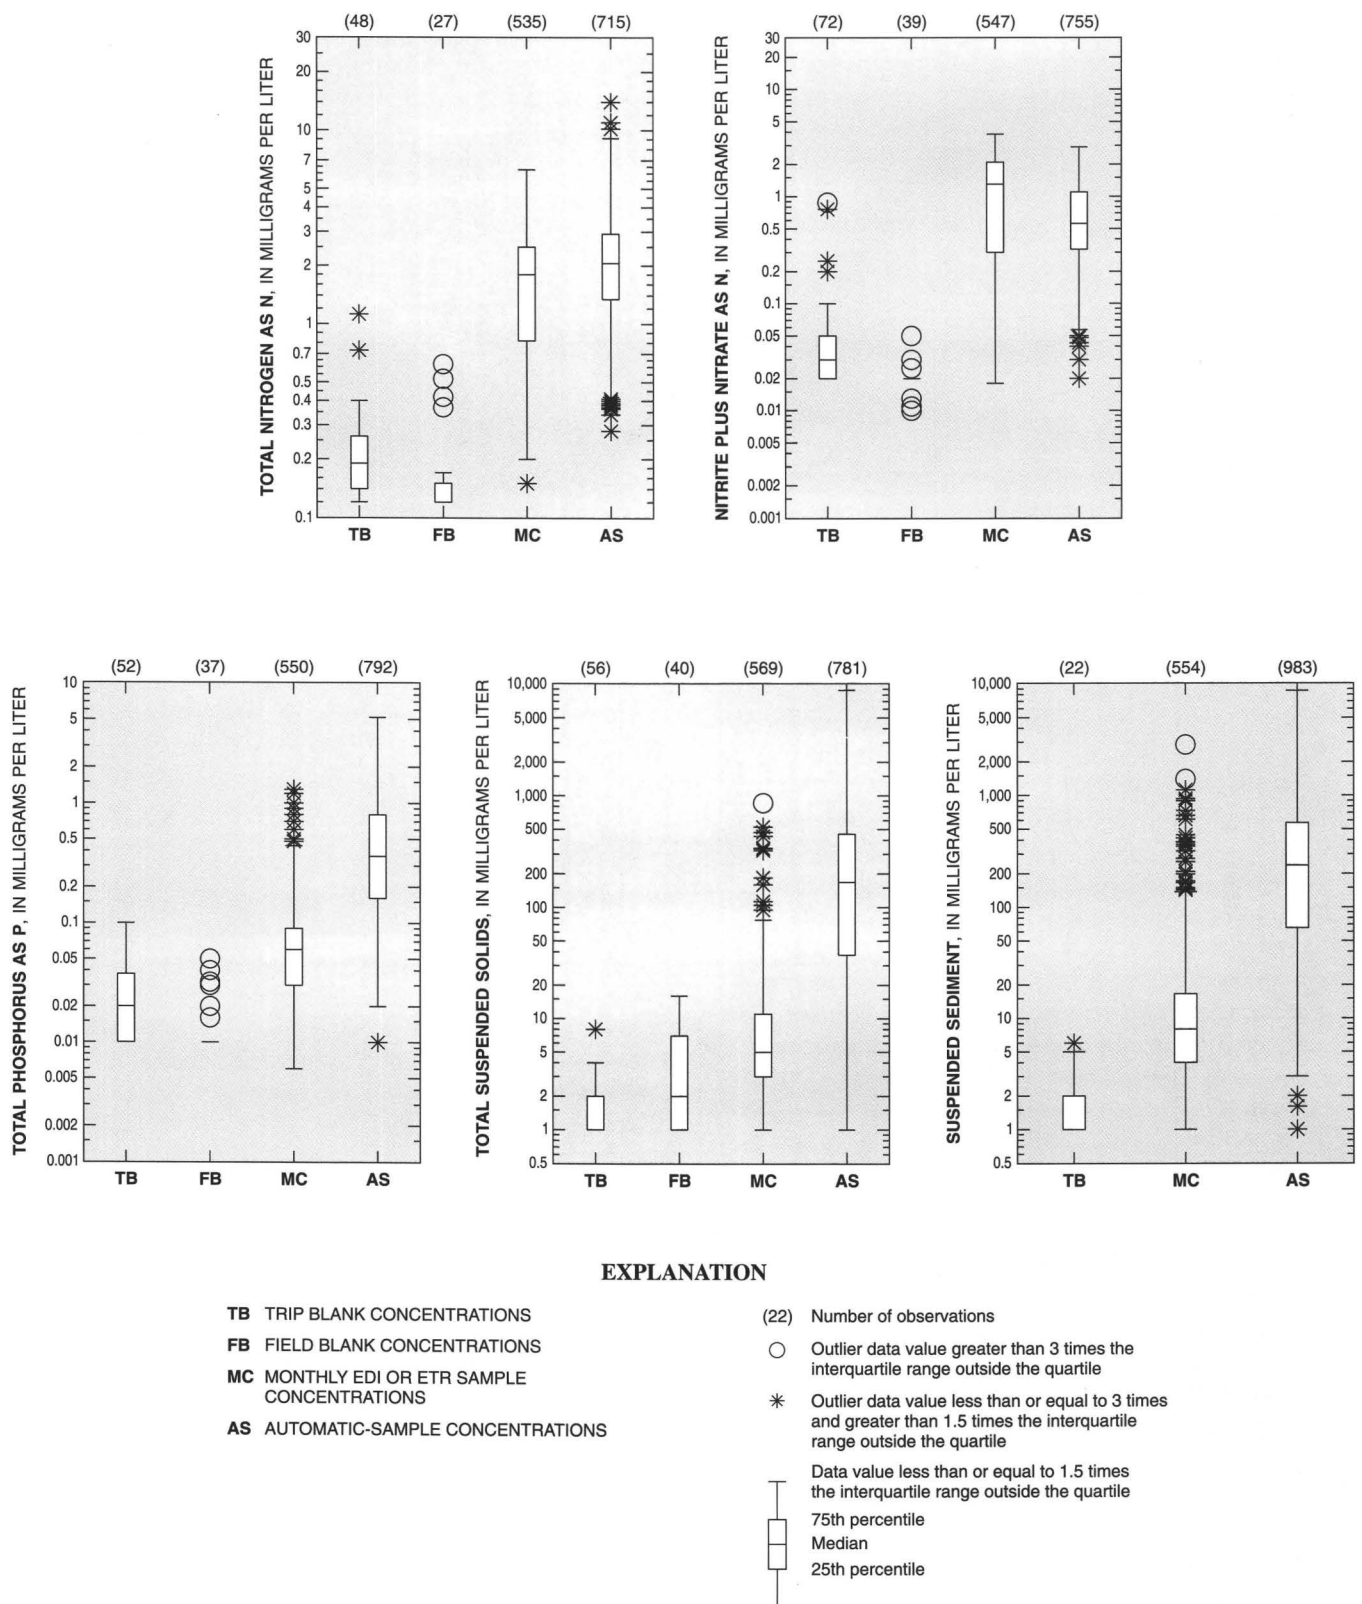 (48) (27) (535) (715)
30
20
10
7
5
4
3
2
1
0.7
0.5
0.4
0.3
0.2
0.1
TOTAL NITROGEN AS N, IN MILLIGRAMS PER LITER
TB FB MC AS
(72) (39) (547) (755)
30
20
10
5
2
1
0.5
0.2
0.1
0.05
0.02
0.01
0.005
0.002
0.001
NITRITE PLUS NITRATE AS N, IN MILLIGRAMS PER LITER
TB FB MC AS
(52) (37) (550) (792)
10
5
2
1
0.5
0.2
0.1
0.05
0.02
0.01
0.005
0.002
0.001
TOTAL PHOSPHORUS AS P, IN MILLIGRAMS PER LITER
TB FB MC AS
(56) (40) (569) (781)
10,000
5,000
2,000
1,000
500
200
100
50
20
10
5
2
1
0.5
TOTAL SUSPENDED SOLIDS, IN MILLIGRAMS PER LITER
TB FB MC AS
(22) (554) (983)
10,000
5,000
2,000
1,000
500
200
100
50
20
10
5
2
1
0.5
SUSPENDED SEDIMENT, IN MILLIGRAMS PER LITER
TB MC AS
EXPLANATION
TB TRIP BLANK CONCENTRATIONS
FB FIELD BLANK CONCENTRATIONS
MC MONTHLY EDI OR ETR SAMPLE
CONCENTRATIONS
AS AUTOMATIC-SAMPLE CONCENTRATIONS
(22) Number of observations
Outlier data value greater than 3 times the
interquartile range outside the quartile
Outlier data value less than or equal to 3 times
and greater than 1.5 times the interquartile
range outside the quartile
Data value less than or equal to 1.5 times
the interquartile range outside the quartile
75th percentile
Median
25th percentile